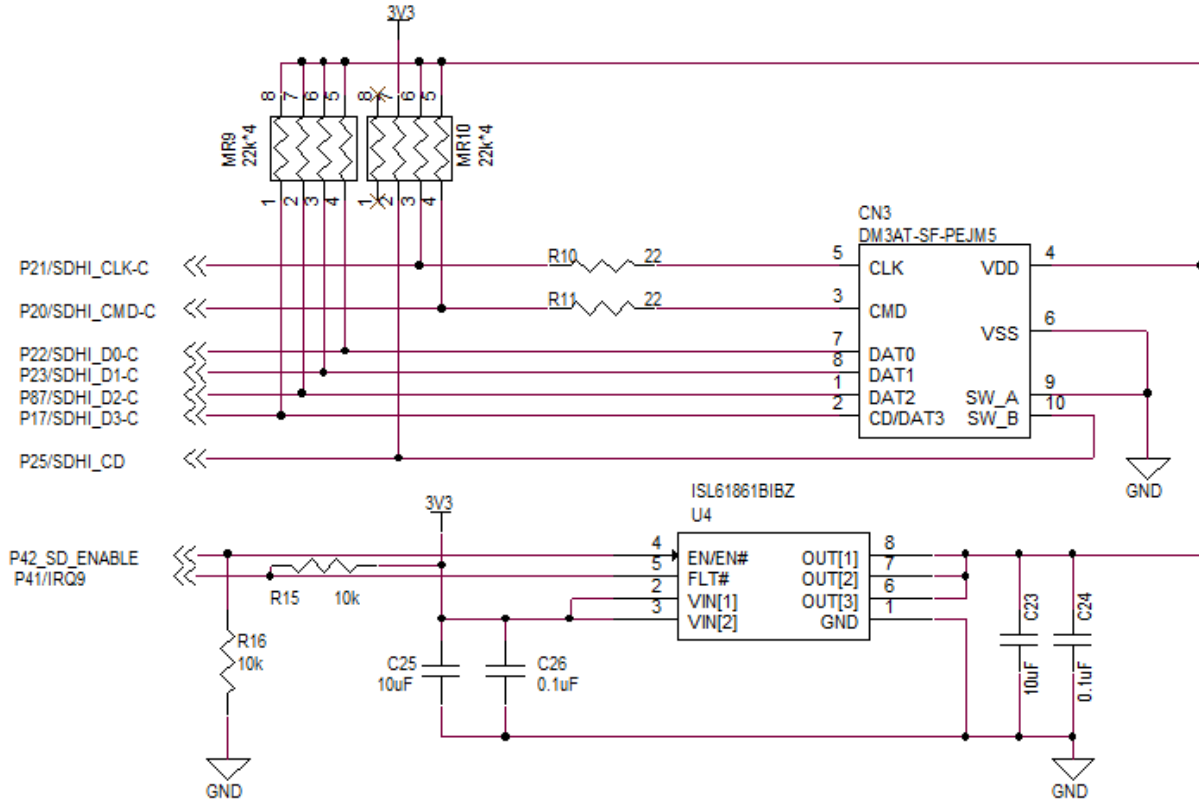 3V3
8 7 6 5
8 7 6 5
MR9
22k*4
MR10
22k*4
1 2 3 4
1 2 3 4
CN3
DM3AT-SF-PEJM5
P21/SDHI_CLK-C
R10 22
5 CLK
VDD 4
P20/SDHI_CMD-C
R11 22
3 CMD
VSS 6
P22/SDHI_D0-C
7 DAT0
P23/SDHI_D1-C
8 DAT1
P87/SDHI_D2-C
1 DAT2
SW_A 9
P17/SDHI_D3-C
2 CD/DAT3
SW_B 10
P25/SDHI_CD
GND
3V3
ISL61861BIBZ
U4
P42_SD_ENABLE
4 EN/EN#
OUT[1] 8
P41/IRQ9
5 FLT#
OUT[2] 7
R15 10k
2 VIN[1]
OUT[3] 6
3 VIN[2]
GND 1
R16
10k
C25
10uF
C26
0.1uF
C23
10uF
C24
0.1uF
GND
GND